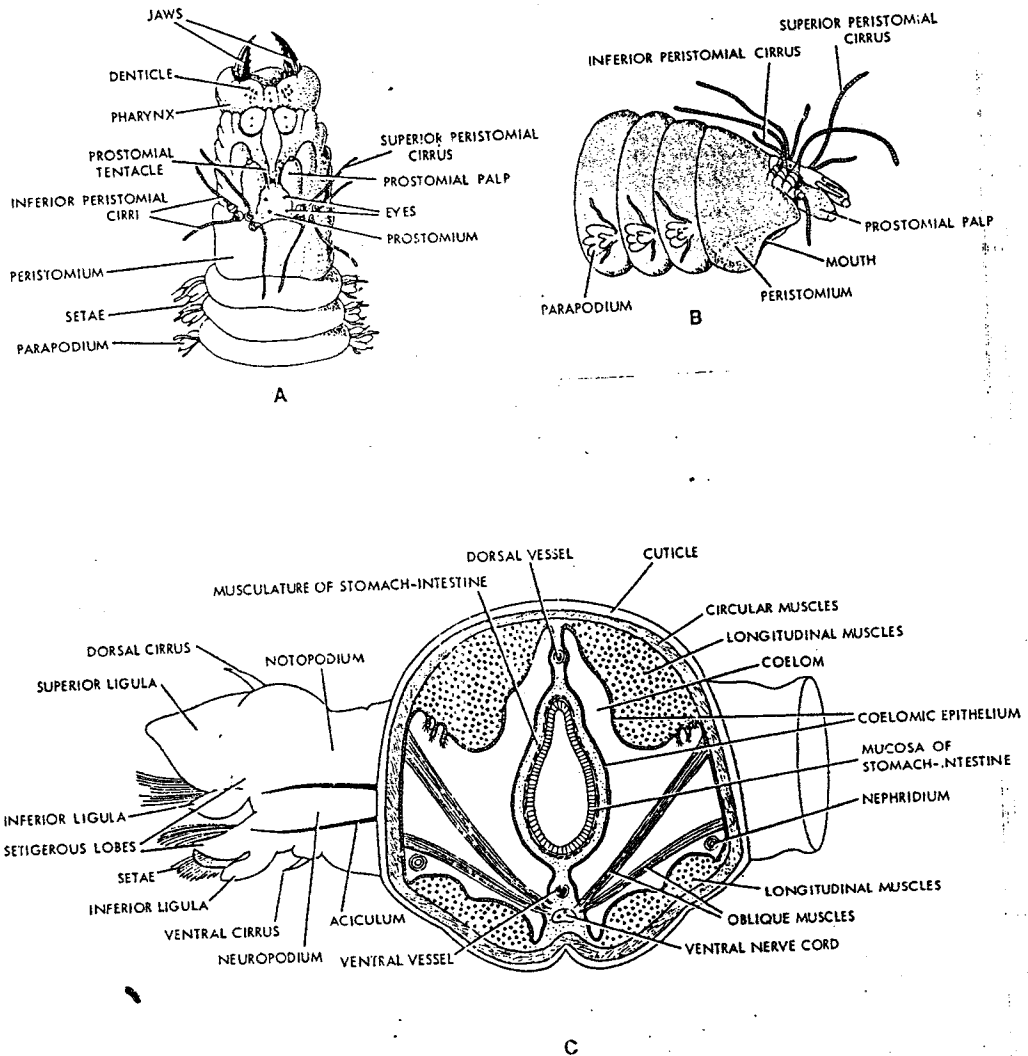 JAWS
DENTICLE
PHARYNX
PROSTOMIAL
TENTACLE
INFERIOR PERISTOMIAL
CIRRI
PERISTOMIUM
SETAE
PARAPODIUM
SUPERIOR PERISTOMIAL
CIRRUS
PROSTOMIAL PALP
EYES
PROSTOMIUM
A
SUPERIOR PERISTOMIAL
CIRRUS
INFERIOR PERISTOMIAL CIRRUS
PROSTOMIAL PALP
MOUTH
PERISTOMIUM
PARAPODIUM
B
DORSAL VESSEL
CUTICLE
MUSCULATURE OF STOMACH-INTESTINE
CIRCULAR MUSCLES
LONGITUDINAL MUSCLES
COELOM
COELOMIC EPITHELIUM
MUCOSA OF
STOMACH-INTESTINE
NEPHRIDIUM
LONGITUDINAL MUSCLES
OBLIQUE MUSCLES
VENTRAL NERVE CORD
DORSAL CIRRUS
SUPERIOR LIGULA
NOTOPODIUM
INFERIOR LIGULA
SETIGEROUS LOBES
SETAE
INFERIOR LIGULA
VENTRAL CIRRUS
NEUROPODIUM
ACICULUM
VENTRAL VESSEL
C